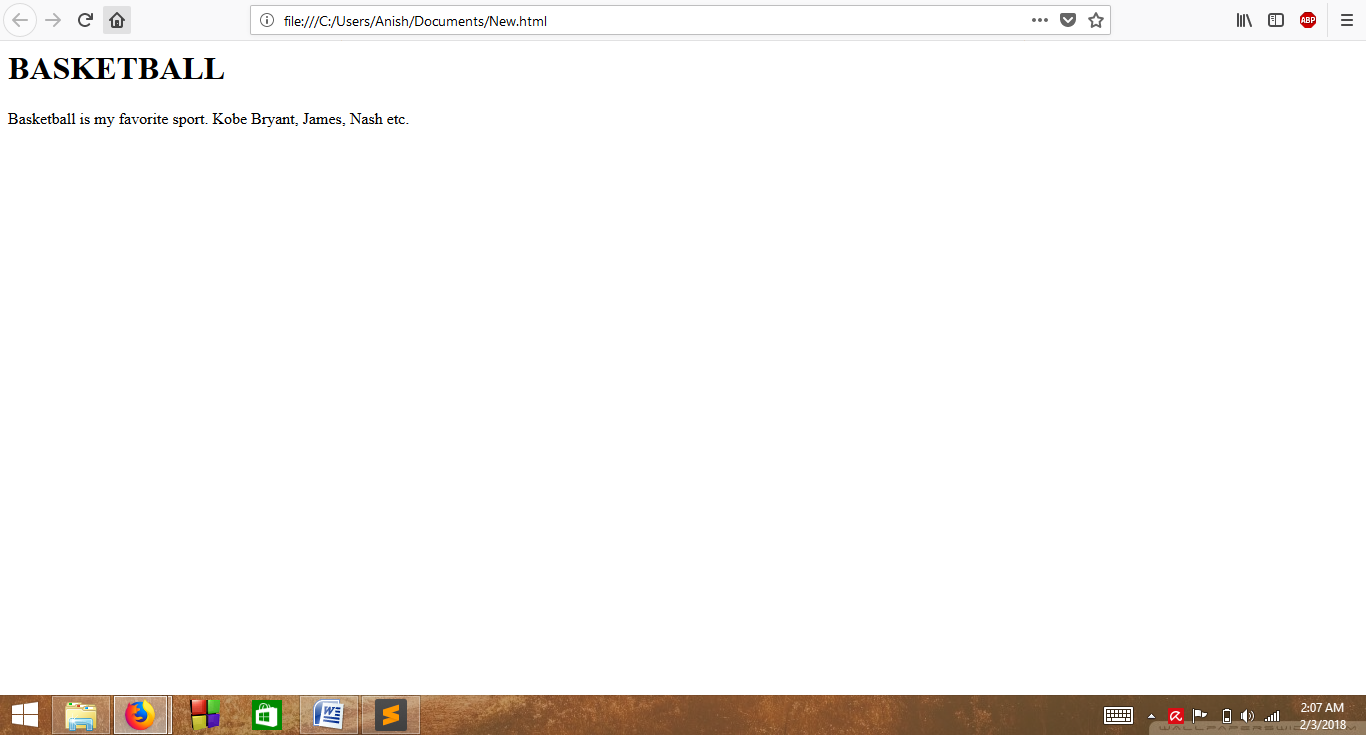 file:///C:/Users/Anish/Documents/New.html
ABP
BASKETBALL
Basketball is my favorite sport. Kobe Bryant, James, Nash etc.
2:07 AM
2/3/2018